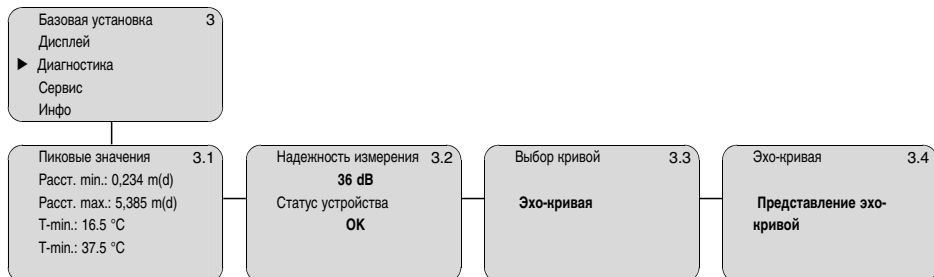 Базовая установка 3
Дисплей
▶ Диагностика
Сервис
Инфо
Пиковые значения 3.1
Расст. min.: 0,234 m(d)
Расст. max.: 5,385 m(d)
T-min.: 16.5 °C
T-min.: 37.5 °C
Надежность измерения 3.2
36 dB
Статус устройства
OK
Выбор кривой 3.3
Эхо-кривая
Эхо-кривая 3.4
Представление эхо-
кривой